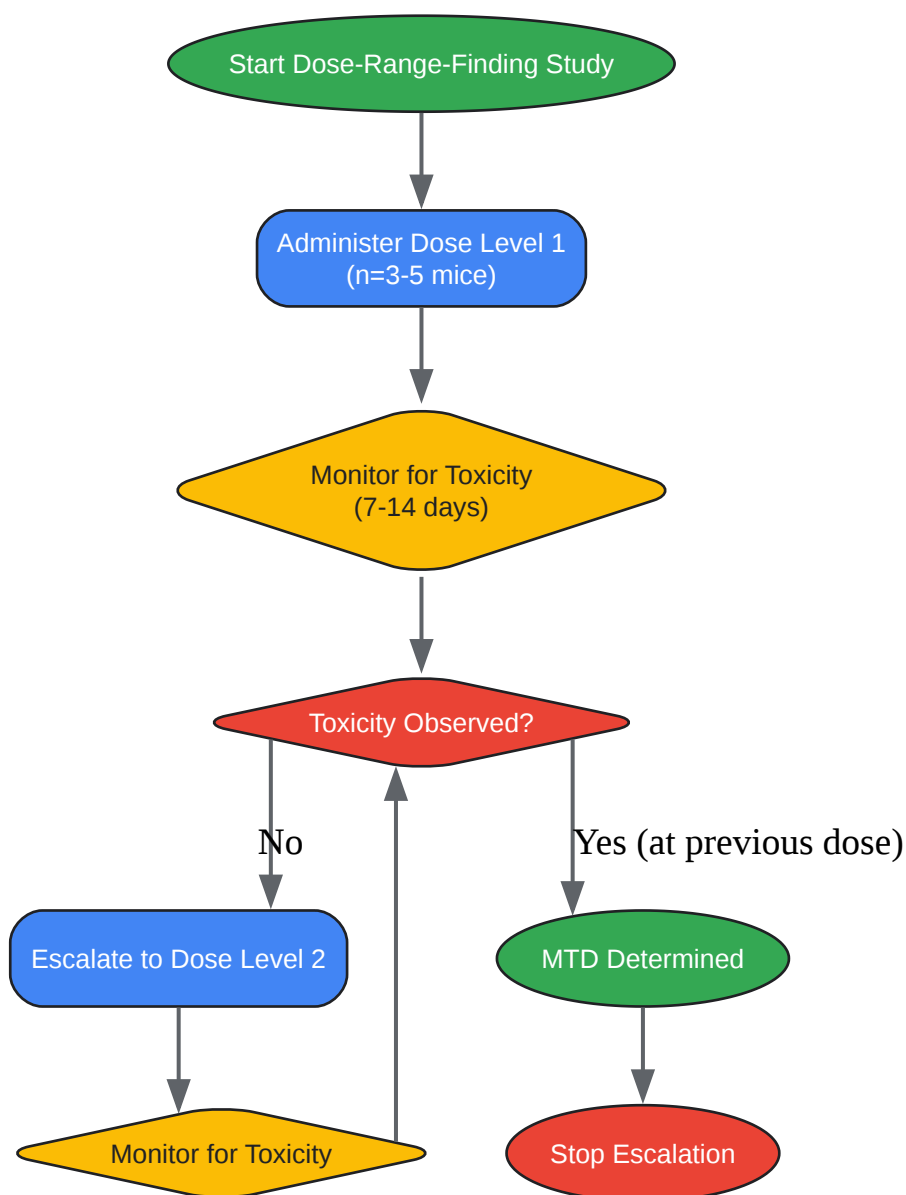 Start Dose-Range-Finding Study
Administer Dose Level 1
(n=3-5 mice)
Monitor for Toxicity
(7-14 days)
Toxicity Observed?
No
Yes (at previous dose)
Escalate to Dose Level 2
MTD Determined
Monitor for Toxicity
Stop Escalation